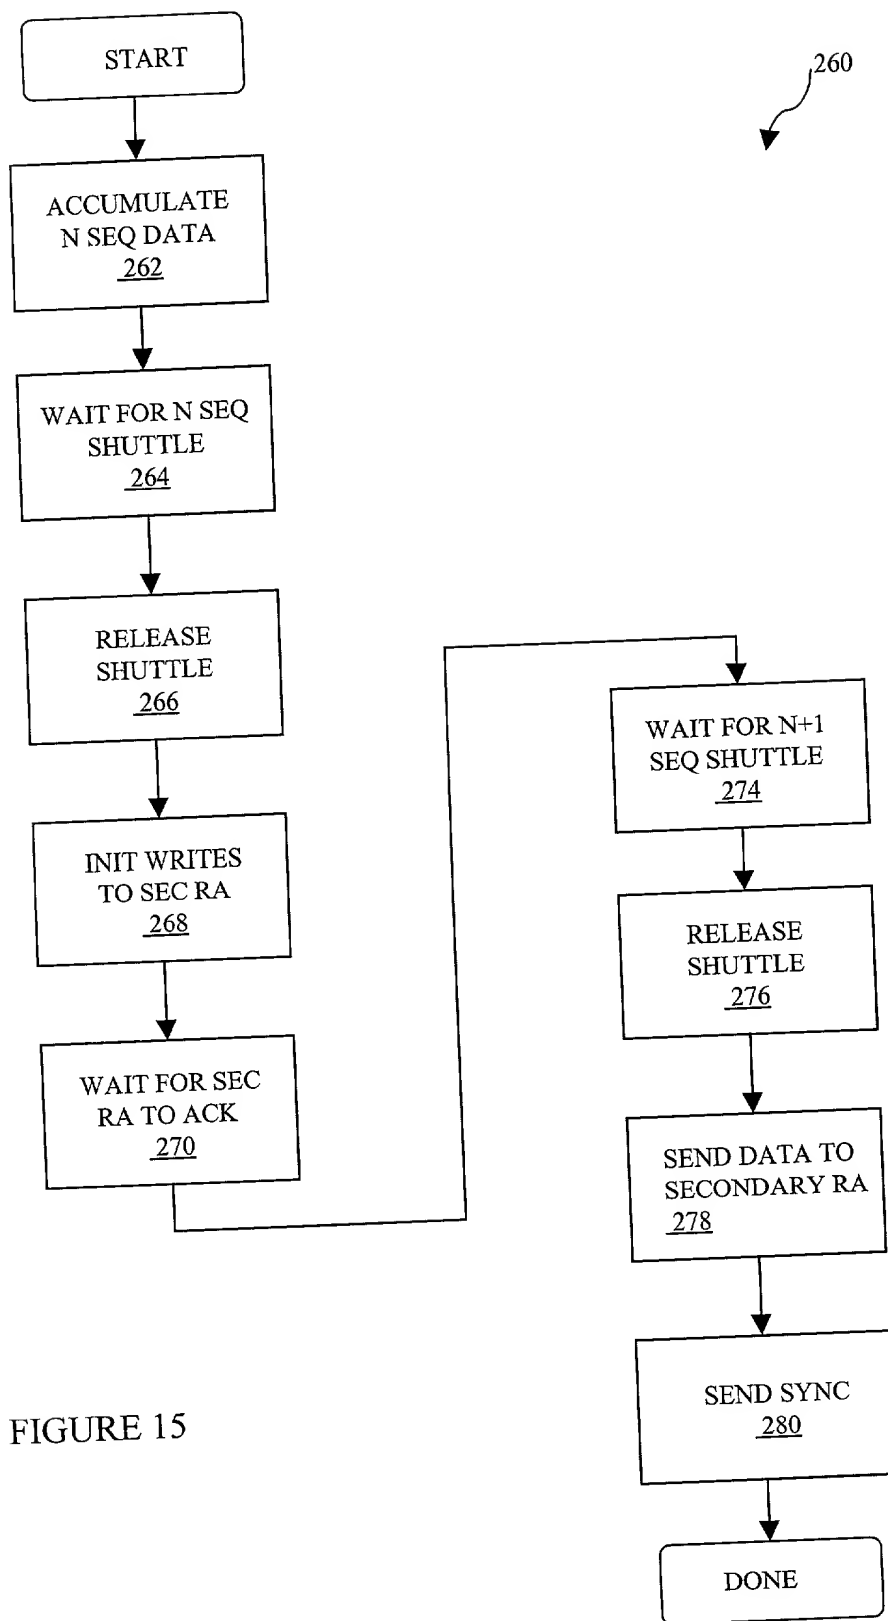 START
260
ACCUMULATE
N SEQ DATA
262
WAIT FOR N SEQ
SHUTTLE
264
RELEASE
SHUTTLE
266
INIT WRITES
TO SEC RA
268
WAIT FOR SEC
RA TO ACK
270
WAIT FOR N+1
SEQ SHUTTLE
274
RELEASE
SHUTTLE
276
SEND DATA TO
SECONDARY RA
278
SEND SYNC
280
DONE
FIGURE 15